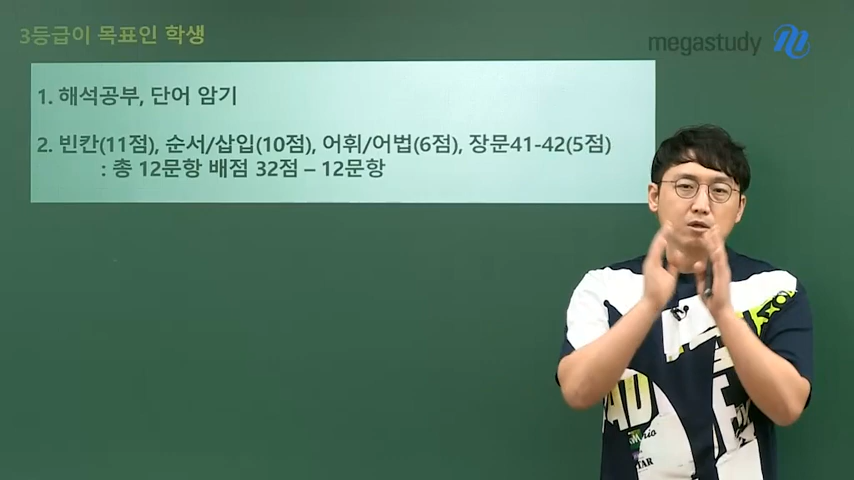 3등급이 목표인 학생
megastudy
1. 해석공부, 단어 암기
2. 빈칸(11점), 순서/삽입(10점), 어휘/어법(6점), 장문41-42(5점)
: 총 12문항 배점 32점 – 12문항
AD
TAR